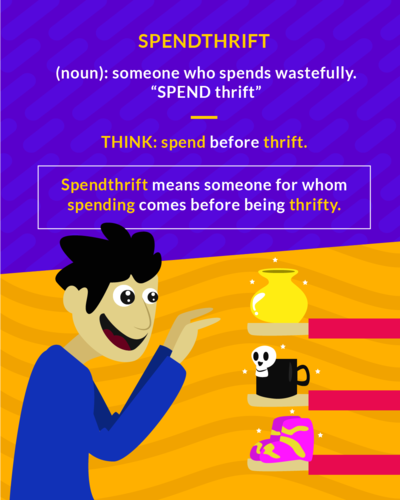 SPENDTHRIFT
(noun): someone who spends wastefully.
“SPEND thrift”
THINK: spend before thrift.
Spendthrift means someone for whom
spending comes before being thrifty.